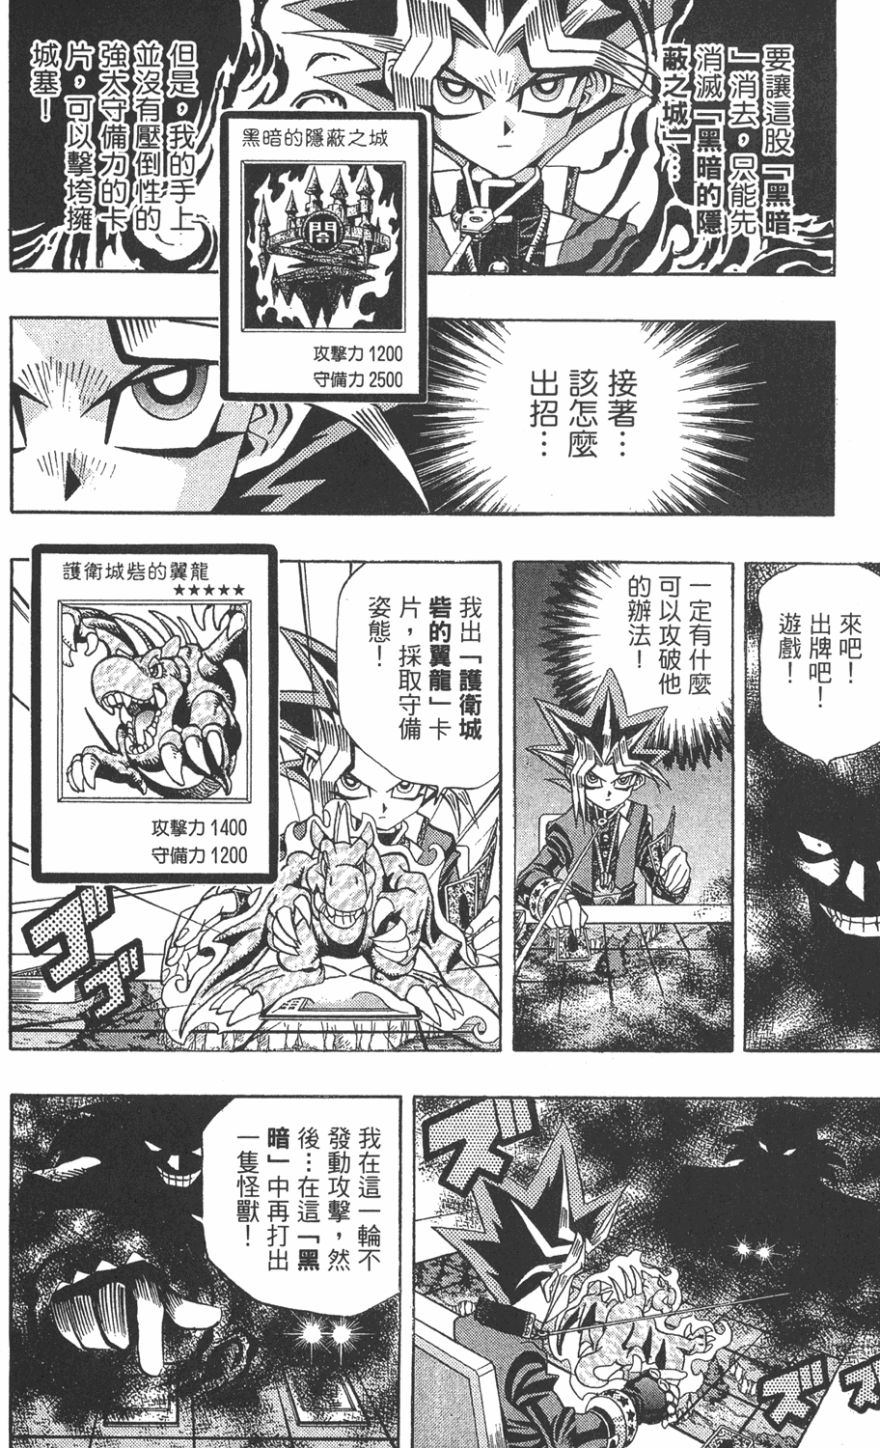 要讓這股「黑暗
」消去，只能先
消滅「黑暗的隱
蔽之城」…
但是，我的手上
並沒有壓倒性的
強大守備力的卡
片，可以擊垮擁
城塞！
黑暗的隱蔽之城
闇
攻擊力 1200
守備力 2500
接著…
該怎麼
出招…
來吧！
出牌吧！
遊戲！
一定有什麼
可以攻破他
的辦法！
我出「護衛城
砦的翼龍」卡
片，採取守備
姿態！
護衛城砦的翼龍
★★★★★
攻擊力 1400
守備力 1200
ゴゴ
ゴ
ゴゴ
我在這一輪不
發動攻擊，然
後…在這「黑
暗」中再打出
一隻怪獸！